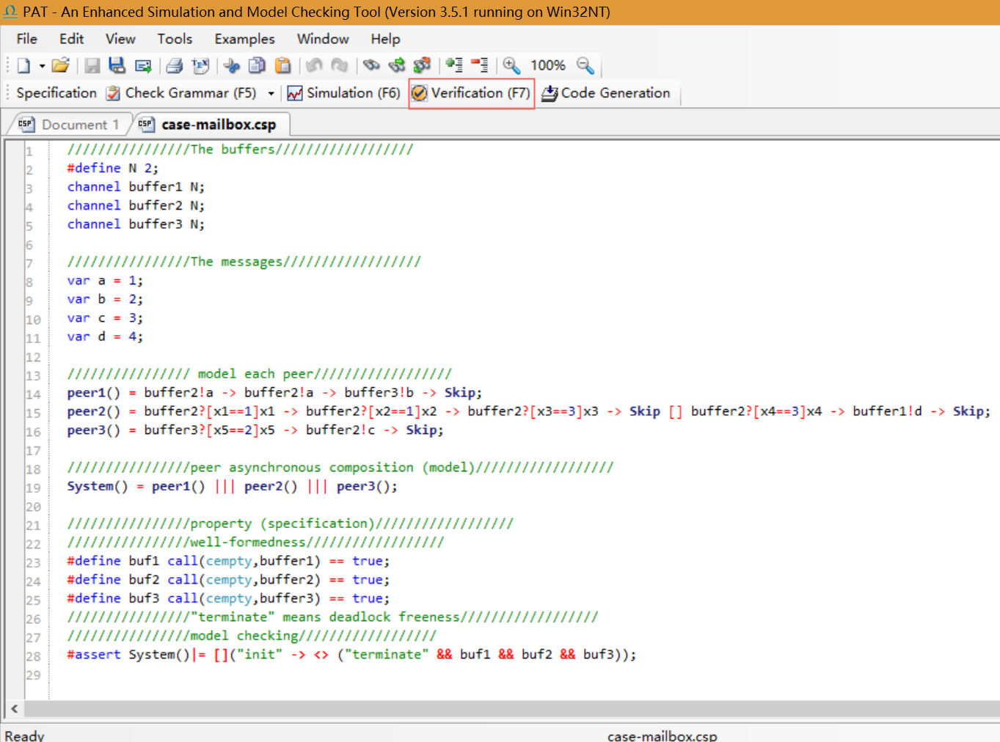 PAT - An Enhanced Simulation and Model Checking Tool (Version 3.5.1 running on Win32NT)
File Edit View Tools Examples Window Help
100%
Specification Check Grammar (F5) Simulation (F6) Verification (F7) Code Generation
CSP Document 1 CSP case-mailbox.csp
1 ////////////////The buffers//////////////////
2 #define N 2;
3 channel buffer1 N;
4 channel buffer2 N;
5 channel buffer3 N;
6
7 ////////////////The messages//////////////////
8 var a = 1;
9 var b = 2;
10 var c = 3;
11 var d = 4;
12
13 //////////////// model each peer//////////////////
14 peer1() = buffer2!a -> buffer2!a -> buffer3!b -> Skip;
15 peer2() = buffer2?[x1==1]x1 -> buffer2?[x2==1]x2 -> buffer2?[x3==3]x3 -> Skip [] buffer2?[x4==3]x4 -> buffer1!d -> Skip;
16 peer3() = buffer3?[x5==2]x5 -> buffer2!c -> Skip;
17
18 ////////////////peer asynchronous composition (model)//////////////////
19 System() = peer1() ||| peer2() ||| peer3();
20
21 ////////////////property (specification)//////////////////
22 ////////////////well-formedness//////////////////
23 #define buf1 call(cempty,buffer1) == true;
24 #define buf2 call(cempty,buffer2) == true;
25 #define buf3 call(cempty,buffer3) == true;
26 ////////////////"terminate" means deadlock freeness//////////////////
27 ////////////////model checking//////////////////
28 #assert System()|= []("init" -> <> ("terminate" && buf1 && buf2 && buf3));
29
Ready case-mailbox.csp